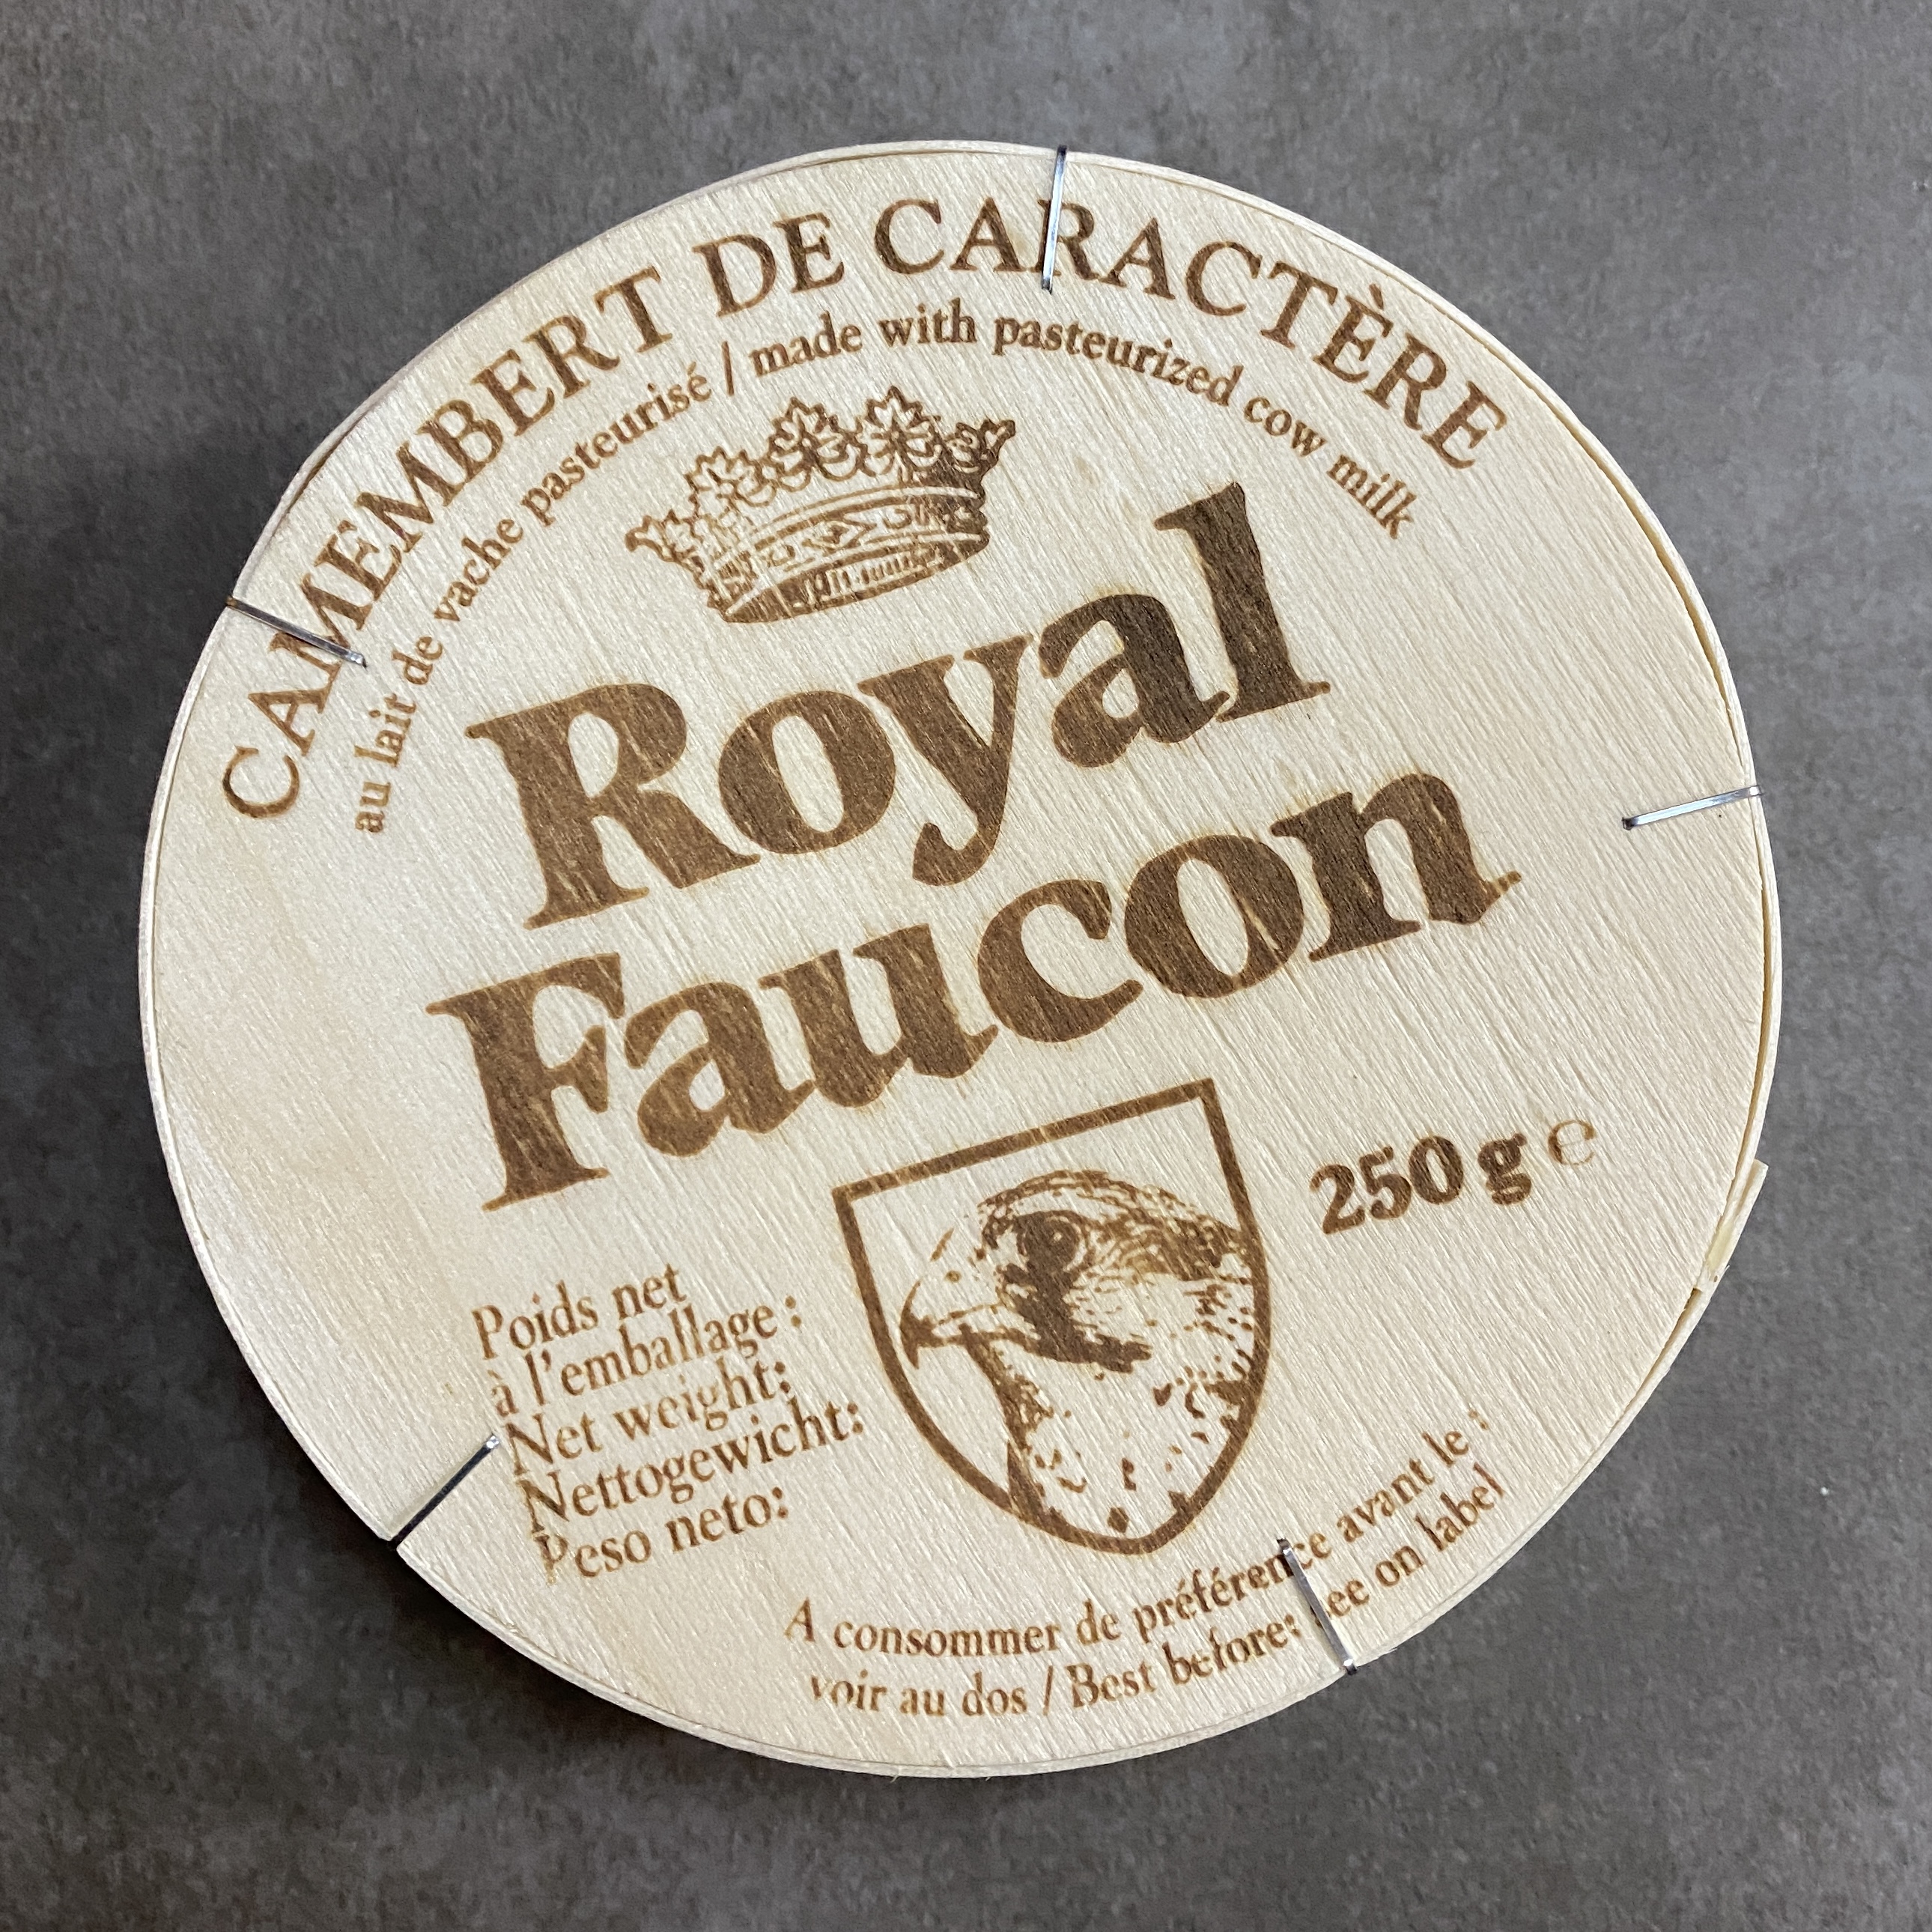 CAMEMBERT DE CARACTÈRE
au lait de vache pasteurisé / made with pasteurized cow milk
Royal
Faucon
250 g ℮
Poids net
à l'emballage :
Net weight:
Nettogewicht:
Peso neto:
A consommer de préférence avant le :
voir au dos / Best before: see on label